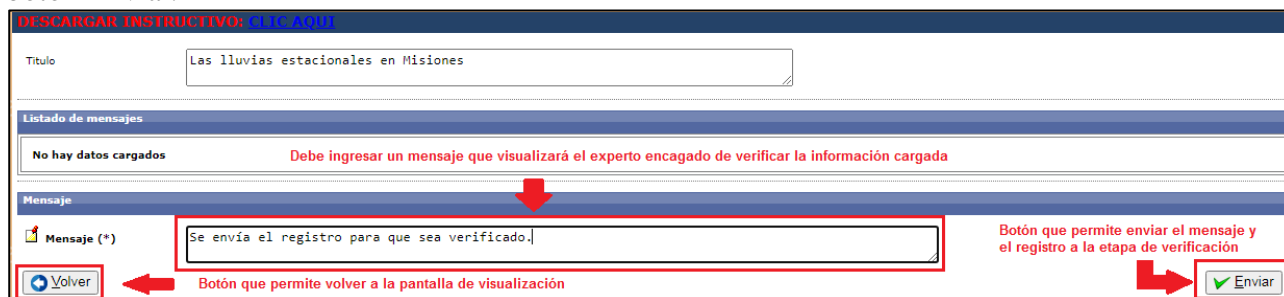 DESCARGAR INSTRUCTIVO: CLIC AQUI
Titulo
Las lluvias estacionales en Misiones
Listado de mensajes
No hay datos cargados
Debe ingresar un mensaje que visualizará el experto encagado de verificar la información cargada
Mensaje
Mensaje (*)
Se envía el registro para que sea verificado.
Botón que permite enviar el mensaje y
el registro a la etapa de verificación
Volver
Botón que permite volver a la pantalla de visualización
Enviar